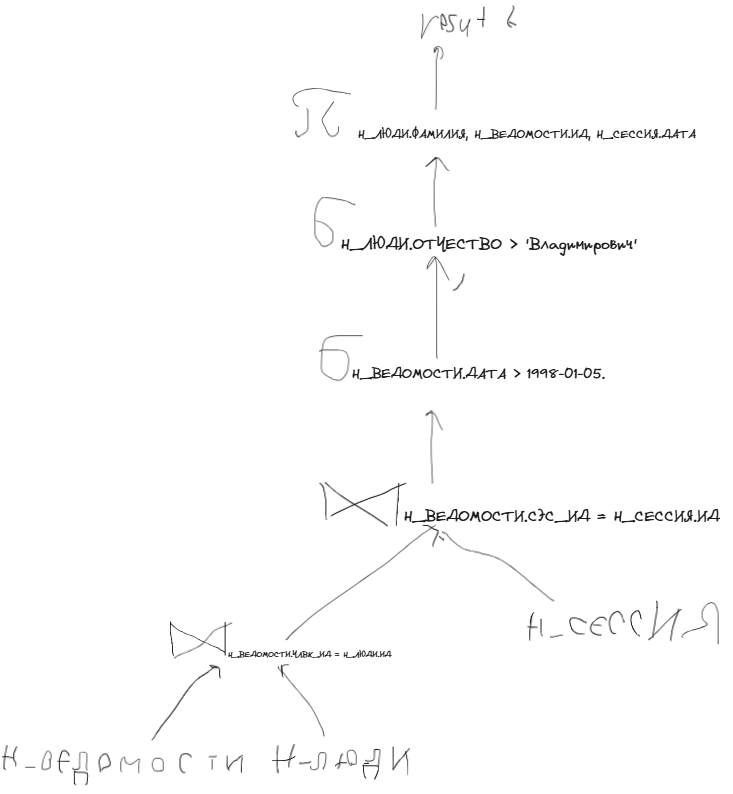 result
π Н_ЛЮДИ.ФАМИЛИЯ, Н_ВЕДОМОСТИ.ИД, Н_СЕССИЯ.ДАТА
б Н_ЛЮДИ.ОТЧЕСТВО > 'Владимирович'
б Н_ВЕДОМОСТИ.ДАТА > 1998-01-05.
⋈ Н_ВЕДОМОСТИ.СЭС_ИД = Н_СЕССИЯ.ИД
Н_СЕССИЯ
⋈ Н_ВЕДОМОСТИ.ЧЛВК_ИД = Н_ЛЮДИ.ИД
Н_ВЕДОМОСТИ Н_ЛЮДИ